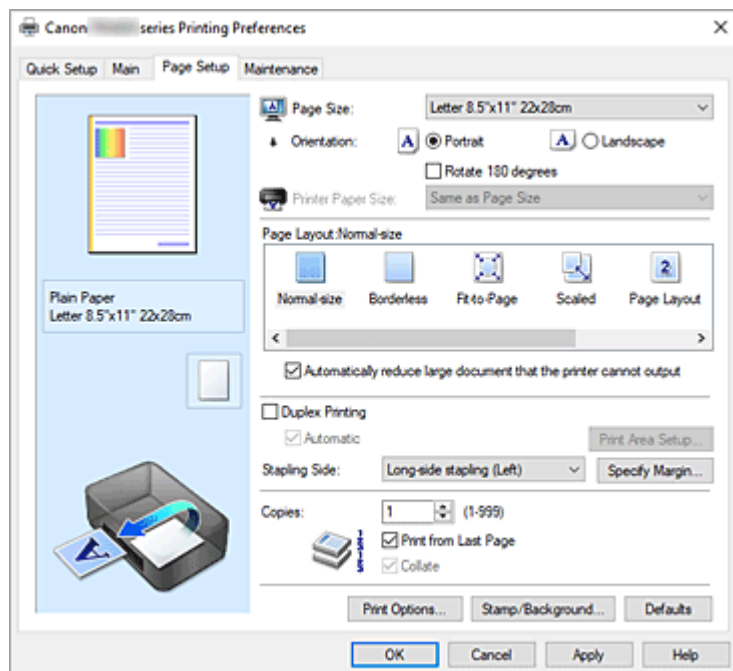 Canon series Printing Preferences
Quick Setup Main Page Setup Maintenance
Page Size: Letter 8.5"x11" 22x28cm
Orientation: A Portrait A Landscape
Rotate 180 degrees
Printer Paper Size: Same as Page Size
Page Layout:Normal-size
2
Normal-size Borderless Fit-to-Page Scaled Page Layout
Plain Paper
Letter 8.5"x11" 22x28cm
Automatically reduce large document that the printer cannot output
Duplex Printing
Automatic Print Area Setup...
Stapling Side: Long-side stapling (Left) Specify Margin...
Copies: 1 (1-999)
Print from Last Page
Collate
A
Print Options... Stamp/Background... Defaults
OK Cancel Apply Help